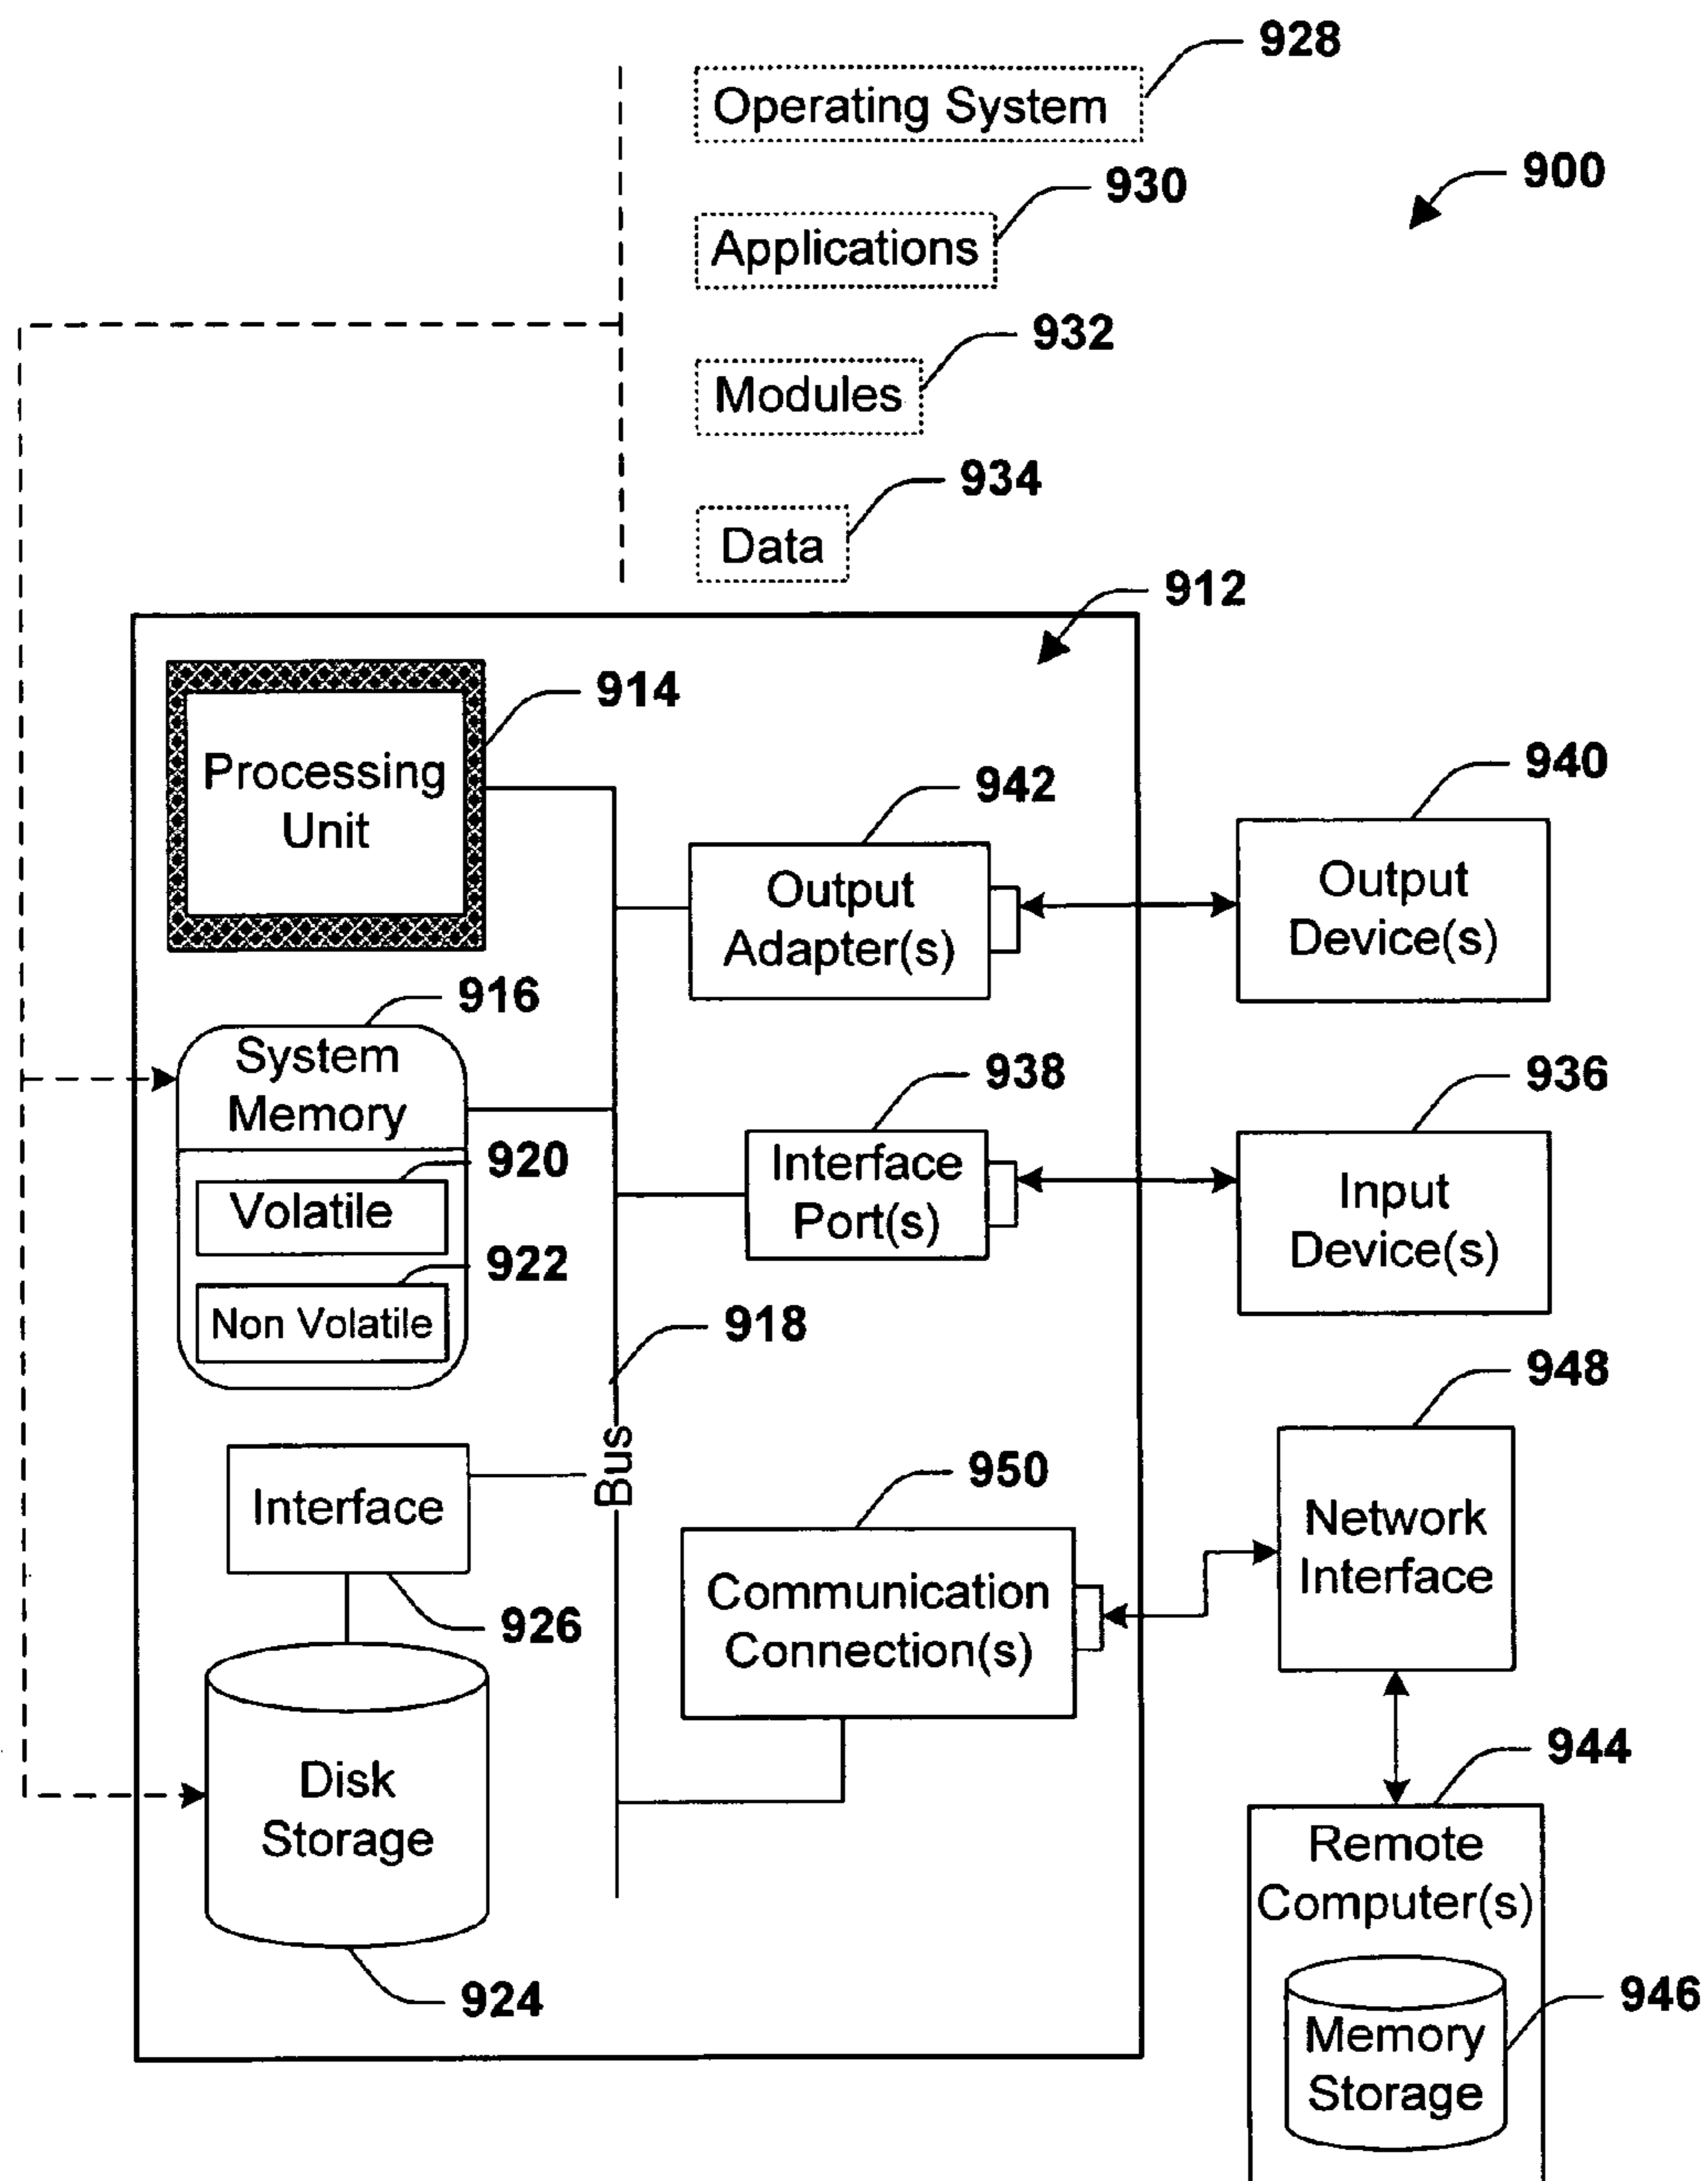 928
Operating System
900
930
Applications
932
Modules
934
Data
912
914
Processing
Unit
942
Output
Adapter(s)
940
Output
Device(s)
916
System
Memory
920
Volatile
922
Non Volatile
938
Interface
Port(s)
936
Input
Device(s)
918
Bus
948
Network
Interface
950
Communication
Connection(s)
Interface
926
Disk
Storage
924
944
Remote
Computer(s)
946
Memory
Storage